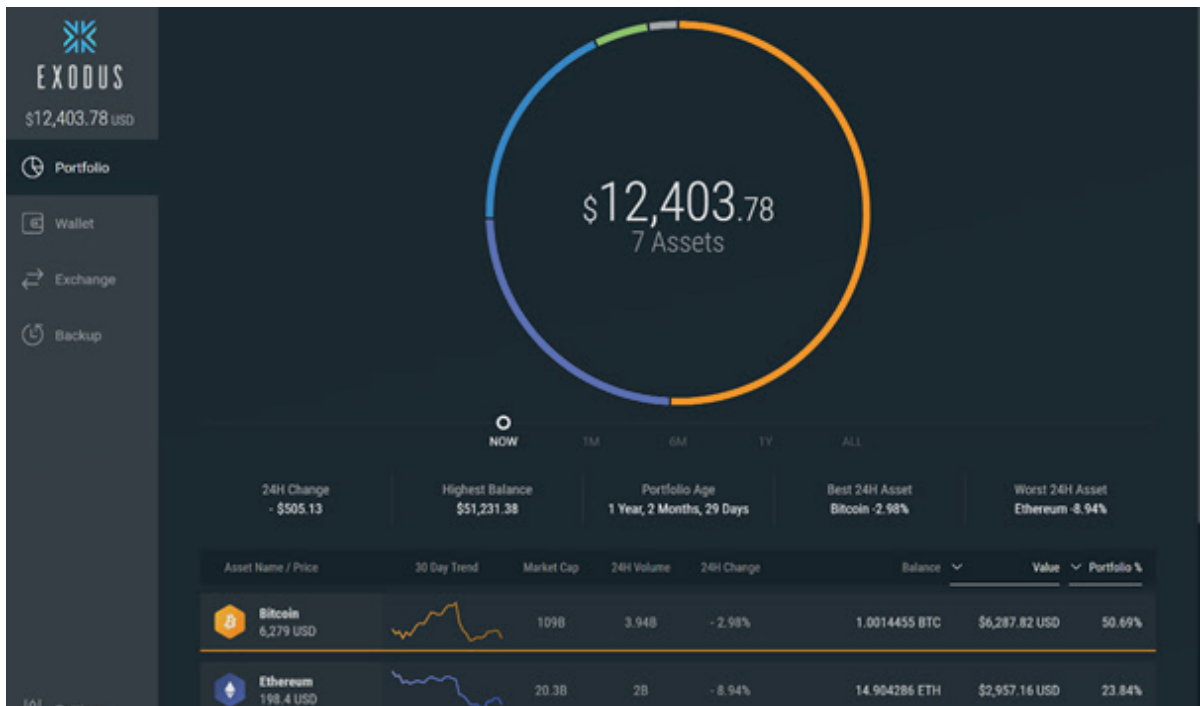 EXODUS
$12,403.78 USD
Portfolio
Wallet
Exchange
Backup
$12,403.78
7 Assets
NOW 1M 6M 1Y ALL
24H Change Highest Balance Portfolio Age Best 24H Asset Worst 24H Asset
- $505.13 $51,231.38 1 Year, 2 Months, 29 Days Bitcoin -2.98% Ethereum -8.94%
Asset Name / Price 30 Day Trend Market Cap 24H Volume 24H Change Balance Value Portfolio %
Bitcoin
6,279 USD 109B 3.94B - 2.98% 1.0014455 BTC $6,287.82 USD 50.69%
Ethereum
198.4 USD 20.3B 2B - 8.94% 14.904286 ETH $2,957.16 USD 23.84%